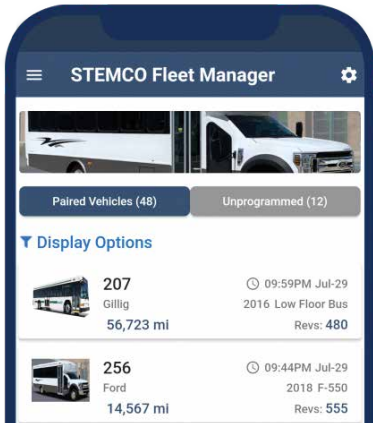 STEMCO Fleet Manager
Paired Vehicles (48) Unprogrammed (12)
Display Options
207 09:59PM Jul-29
Gillig 2016 Low Floor Bus
56,723 mi Revs: 480
256 09:44PM Jul-29
Ford 2018 F-550
14,567 mi Revs: 555